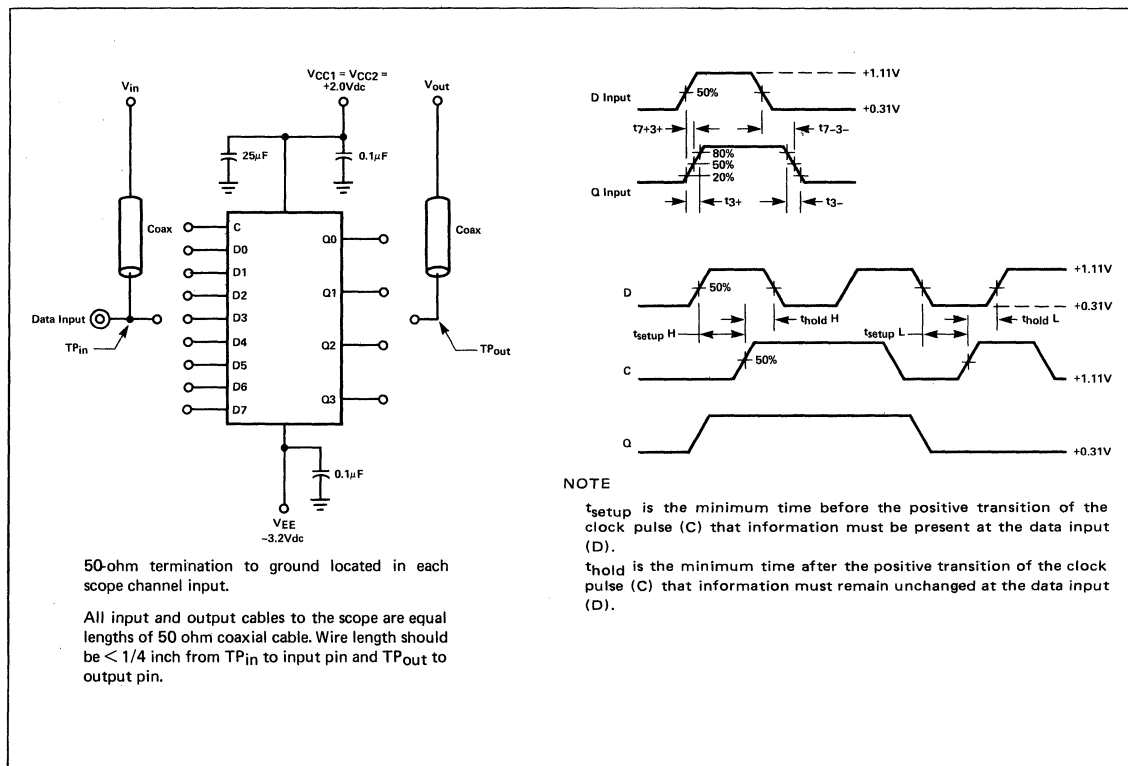 Vin
VCC1 = VCC2 =
+2.0Vdc
Vout
25μF
0.1μF
Coax
Coax
C
D0
D1
D2
D3
D4
D5
D6
D7
Q0
Q1
Q2
Q3
Data Input
TPin
TPout
0.1μF
VEE
-3.2Vdc
50-ohm termination to ground located in each
scope channel input.
All input and output cables to the scope are equal
lengths of 50 ohm coaxial cable. Wire length should
be < 1/4 inch from TPin to input pin and TPout to
output pin.
D Input
50%
+1.11V
+0.31V
t7+3+
t7-3-
Q Input
80%
50%
20%
t3+
t3-
D
50%
+1.11V
+0.31V
tsetup H
thold H
tsetup L
thold L
C
50%
+1.11V
Q
+0.31V
NOTE
tsetup is the minimum time before the positive transition of the
clock pulse (C) that information must be present at the data input
(D).
thold is the minimum time after the positive transition of the clock
pulse (C) that information must remain unchanged at the data input
(D).